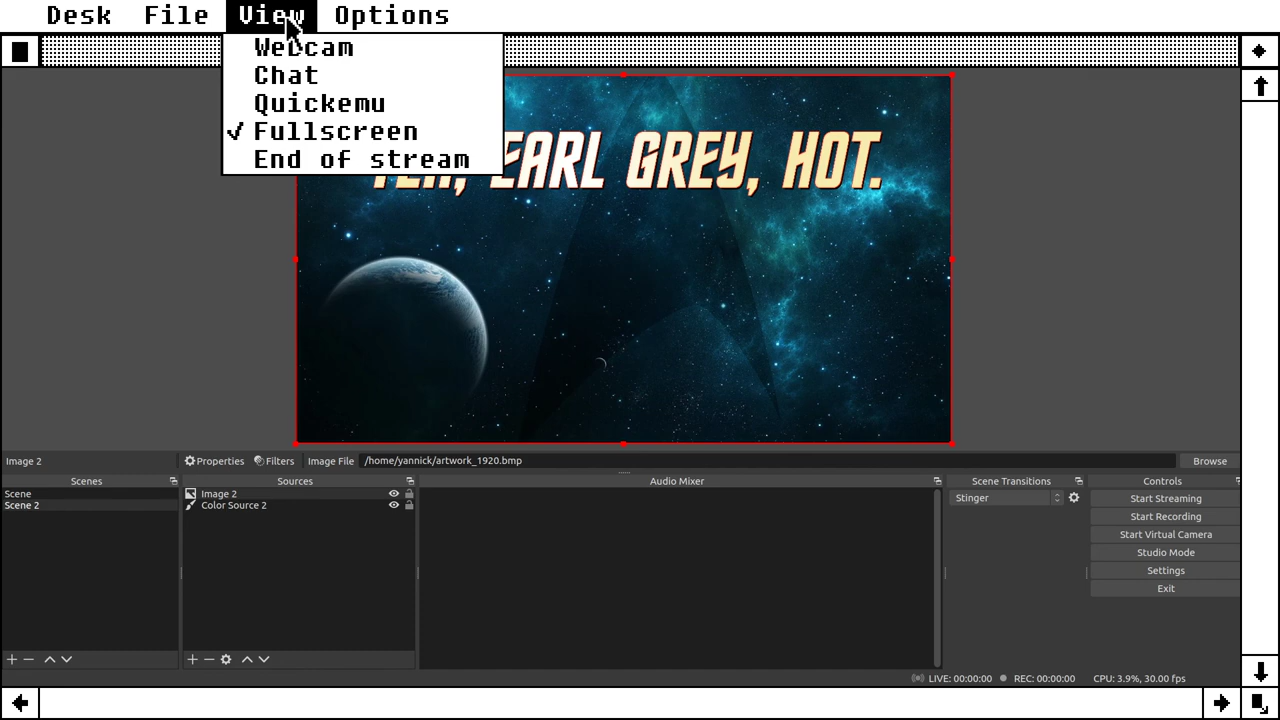 Desk File View Options
Webcam
Chat
Quickemu
Fullscreen
End of stream
EARL GREY, HOT.
Image 2 Properties Filters Image File /home/yannick/artwork_1920.bmp Browse
Scenes Sources Audio Mixer Scene Transitions Controls
Scene Image 2 Stinger Start Streaming
Scene 2 Color Source 2
Start Recording
Start Virtual Camera
Studio Mode
Settings
Exit
LIVE: 00:00:00 REC: 00:00:00 CPU: 3.9%, 30.00 fps